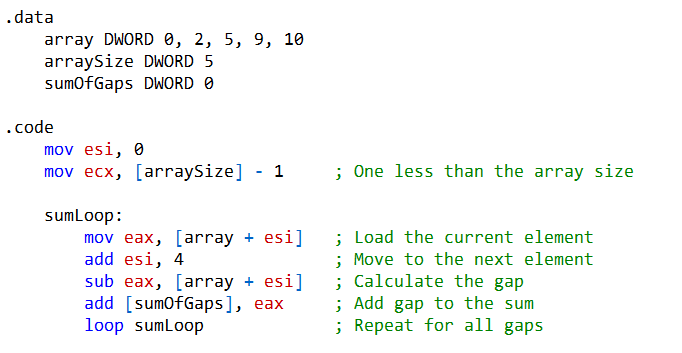 .data
    array DWORD 0, 2, 5, 9, 10
    arraySize DWORD 5
    sumOfGaps DWORD 0
.code
    mov esi, 0
    mov ecx, [arraySize] - 1     ; One less than the array size
    sumLoop:
        mov eax, [array + esi]   ; Load the current element
        add esi, 4               ; Move to the next element
        sub eax, [array + esi]   ; Calculate the gap
        add [sumOfGaps], eax     ; Add gap to the sum
        loop sumLoop             ; Repeat for all gaps